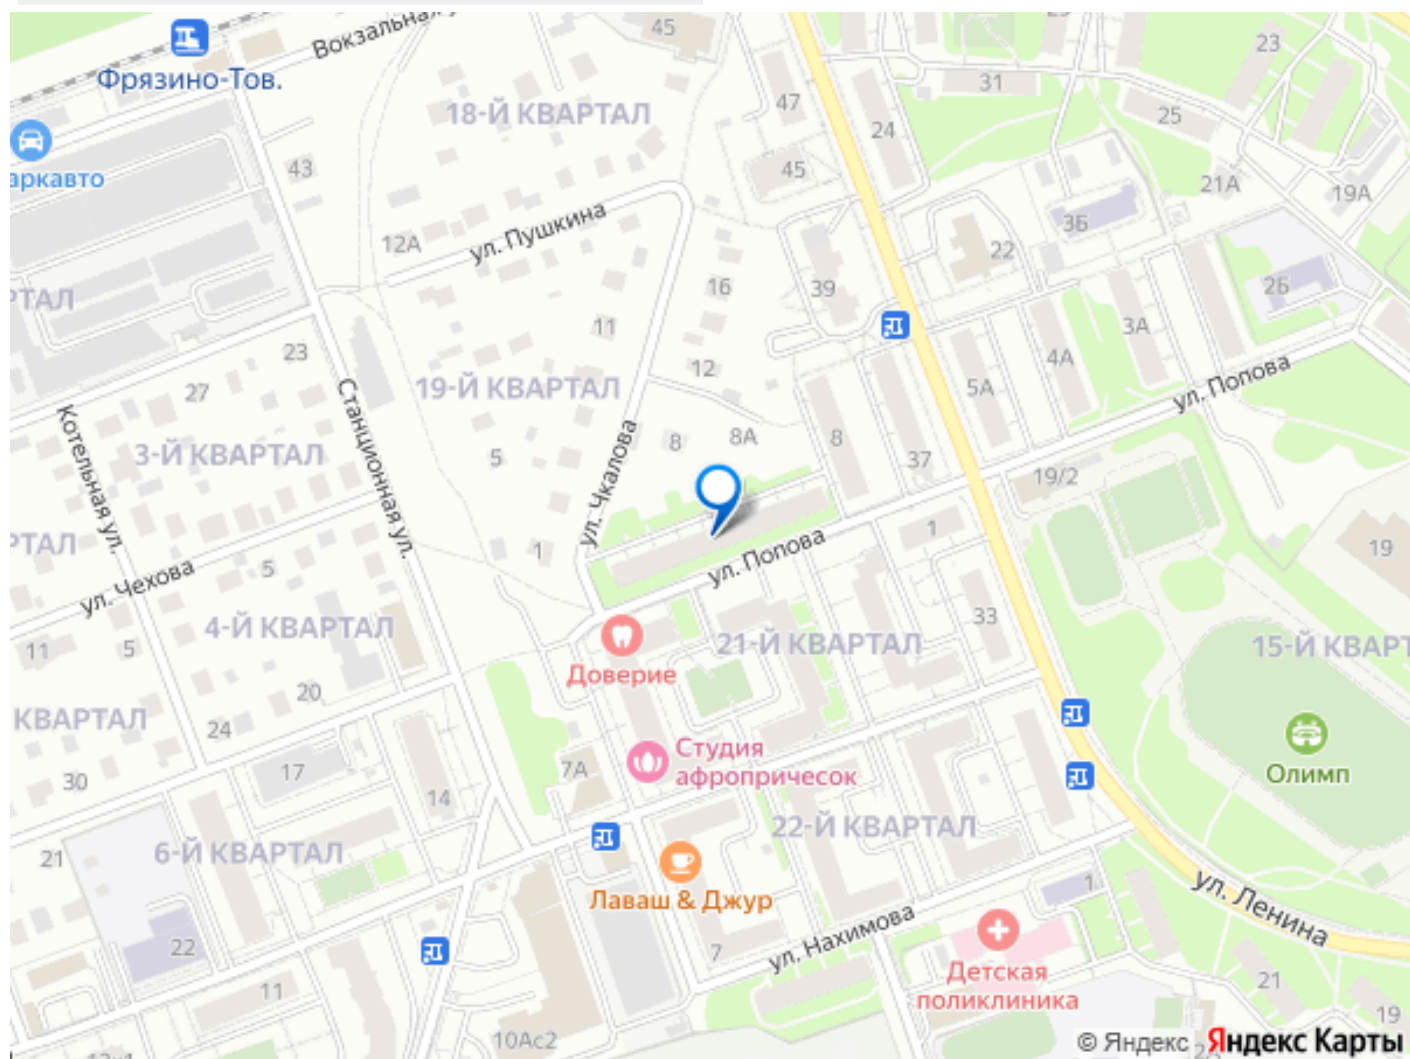 Вокзальная
45
23
Фрязино-Тов.
31
18-Й КВАРТАЛ
47
25
24
аркавто
43
45
21А
19А
3Б
ул. Пушкина
12А
22
16
39
2Б
РТАЛ
11
3А
23
4А
12
27
19-Й КВАРТАЛ
5А
ул. Попова
Котельная ул.
Станционная ул.
3-Й КВАРТАЛ
5
ул. Чкалова
8
8А
8
37
19/2
РТАЛ
1
1
19
ул. Чехова
5
ул. Попова
4-Й КВАРТАЛ
33
11
5
21-Й КВАРТАЛ
15-Й КВАРТ
Доверие
20
КВАРТАЛ
24
Студия
афропричесок
7А
17
30
14
Олимп
22-Й КВАРТАЛ
21
6-Й КВАРТАЛ
Лаваш & Джур
1
ул. Ленина
ул. Нахимова
22
7
Детская
поликлиника
21
11
19
10Ас2
© Яндекс Яндекс Карты